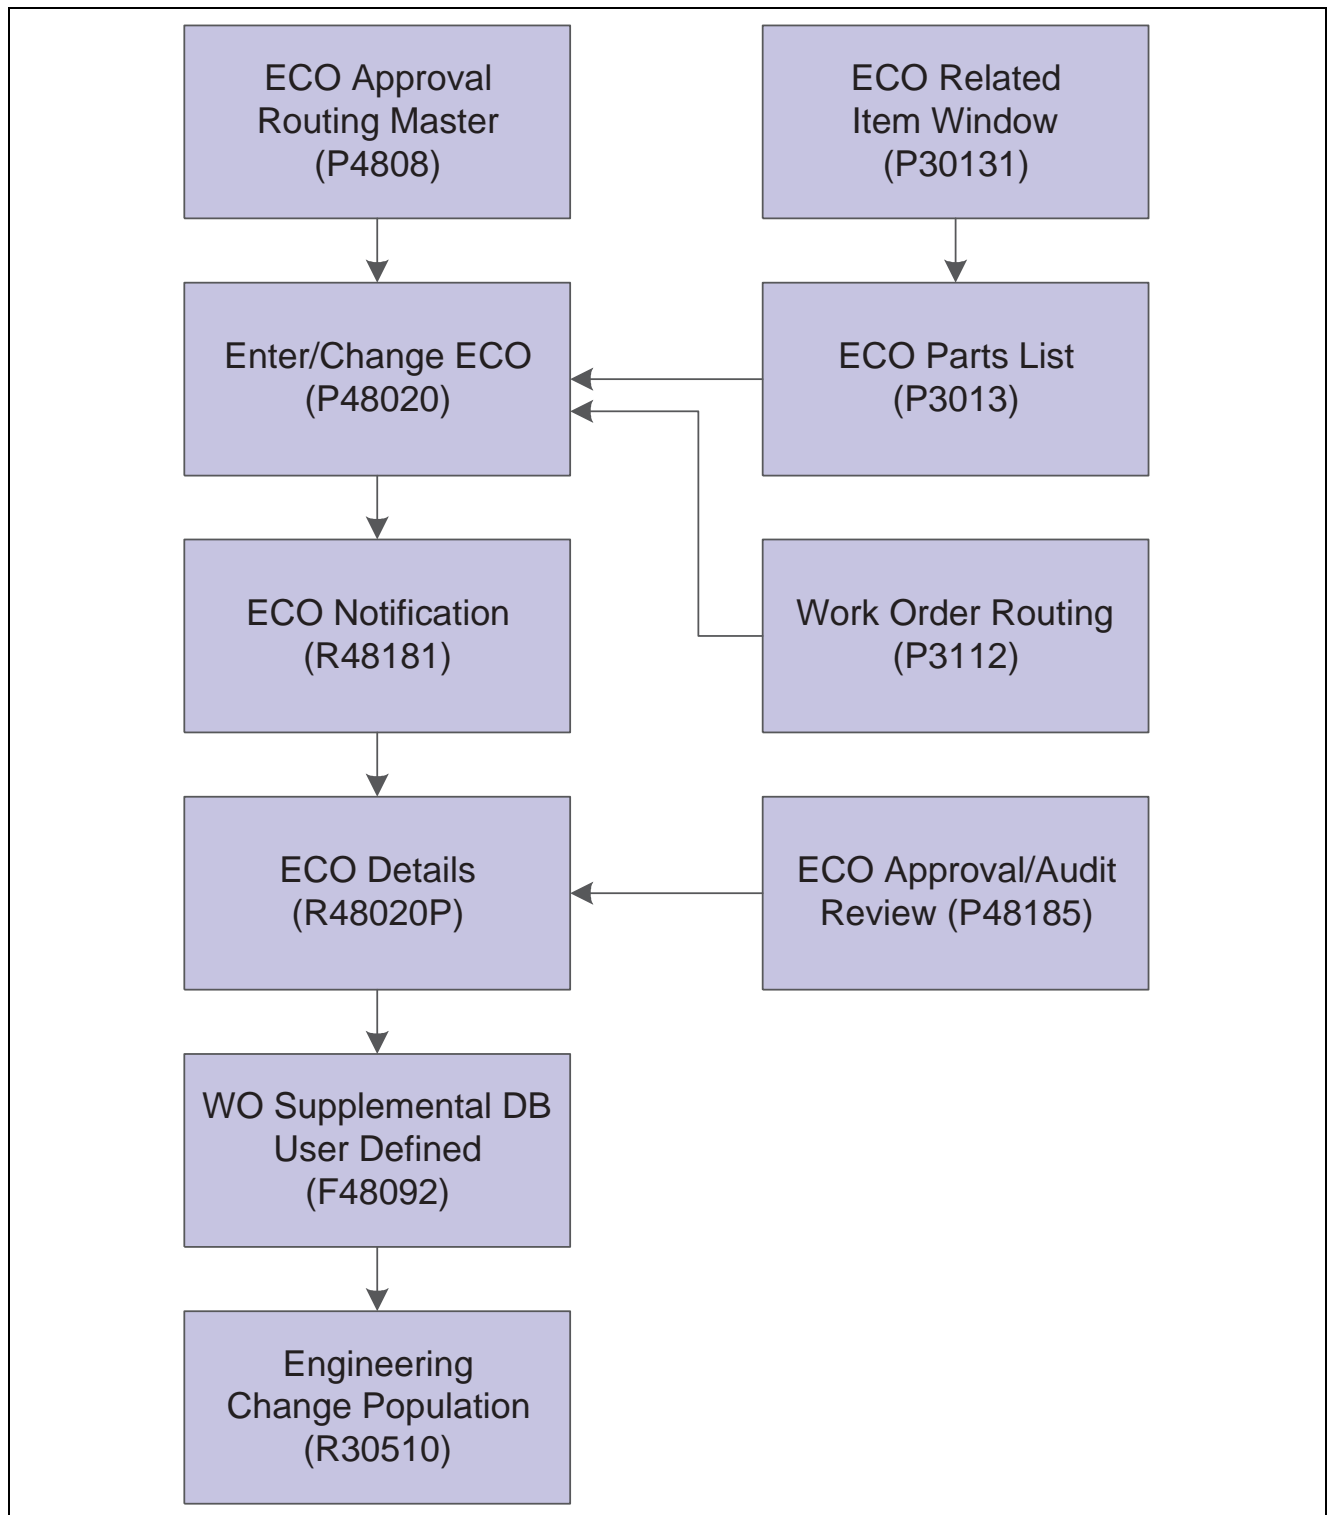 ECO Approval
Routing Master
(P4808)
ECO Related
Item Window
(P30131)
Enter/Change ECO
(P48020)
ECO Parts List
(P3013)
ECO Notification
(R48181)
Work Order Routing
(P3112)
ECO Details
(R48020P)
ECO Approval/Audit
Review (P48185)
WO Supplemental DB
User Defined
(F48092)
Engineering
Change Population
(R30510)